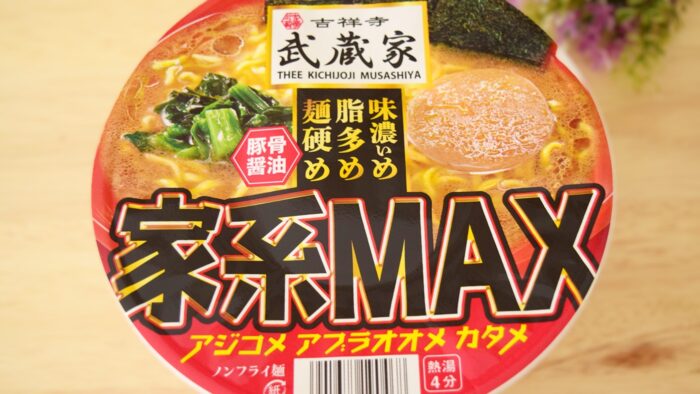 吉祥寺
武蔵家
THEE KICHIJOJI MUSASHIYA
味濃いめ
脂多め
麺硬め
豚骨
醤油
家系MAX
アジコメ アブラオオメ カタメ
ノンフライ麺
熱湯
4分
紙